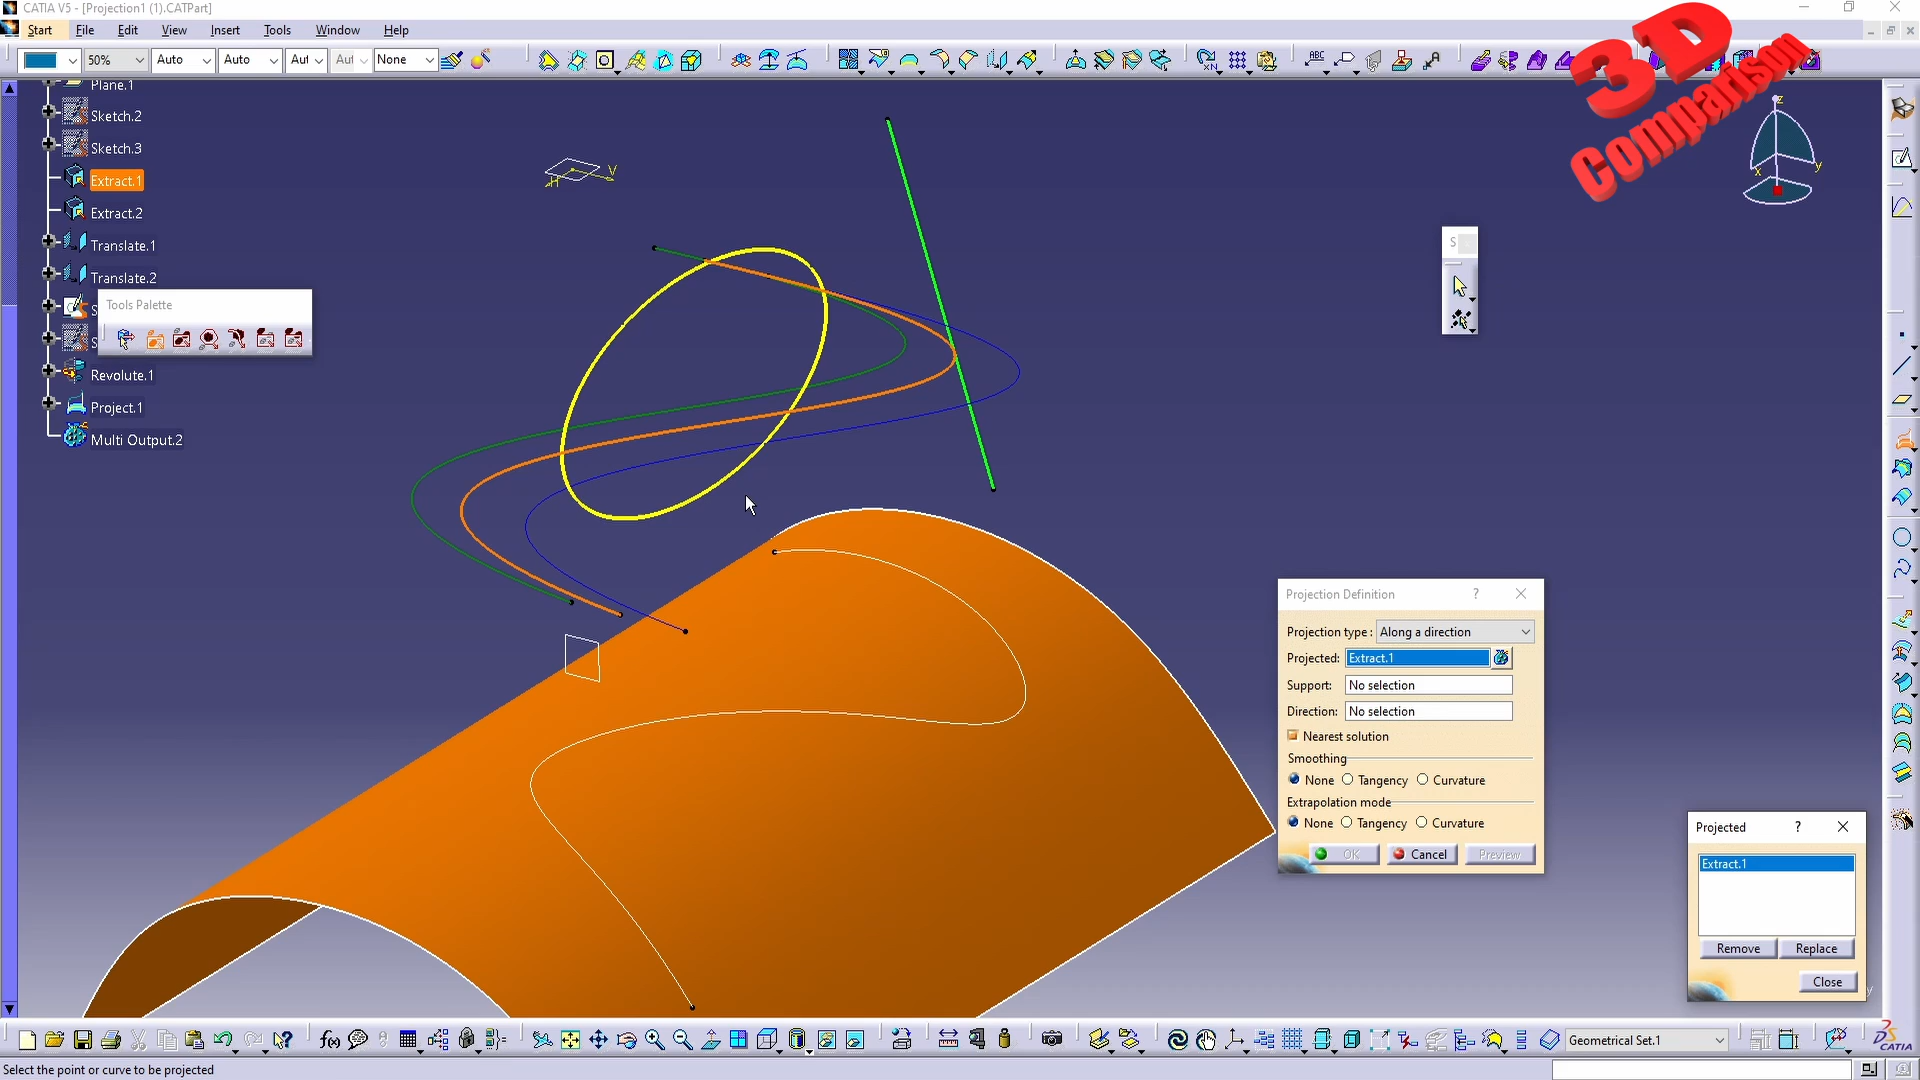 CATIA V5 - [Projection1 (1).CATPart]
Start File Edit View Insert Tools Window Help
50% Auto Auto Aut Aut None
ABC
3D
Comparison
Plane.1
Sketch.2
Sketch.3
Extract.1
Extract.2
Translate.1
Translate.2
S
Tools Palette
S
Revolute.1
Project.1
Multi Output.2
H V
z
x y
S
Projection Definition ?
Projection type : Along a direction
Projected: Extract.1
Support: No selection
Direction: No selection
Nearest solution
Smoothing
None Tangency Curvature
Extrapolation mode
None Tangency Curvature
OK Cancel Preview
Projected ?
Extract.1
Remove Replace
Close
f(x)
Geometrical Set.1
CATIA
Select the point or curve to be projected